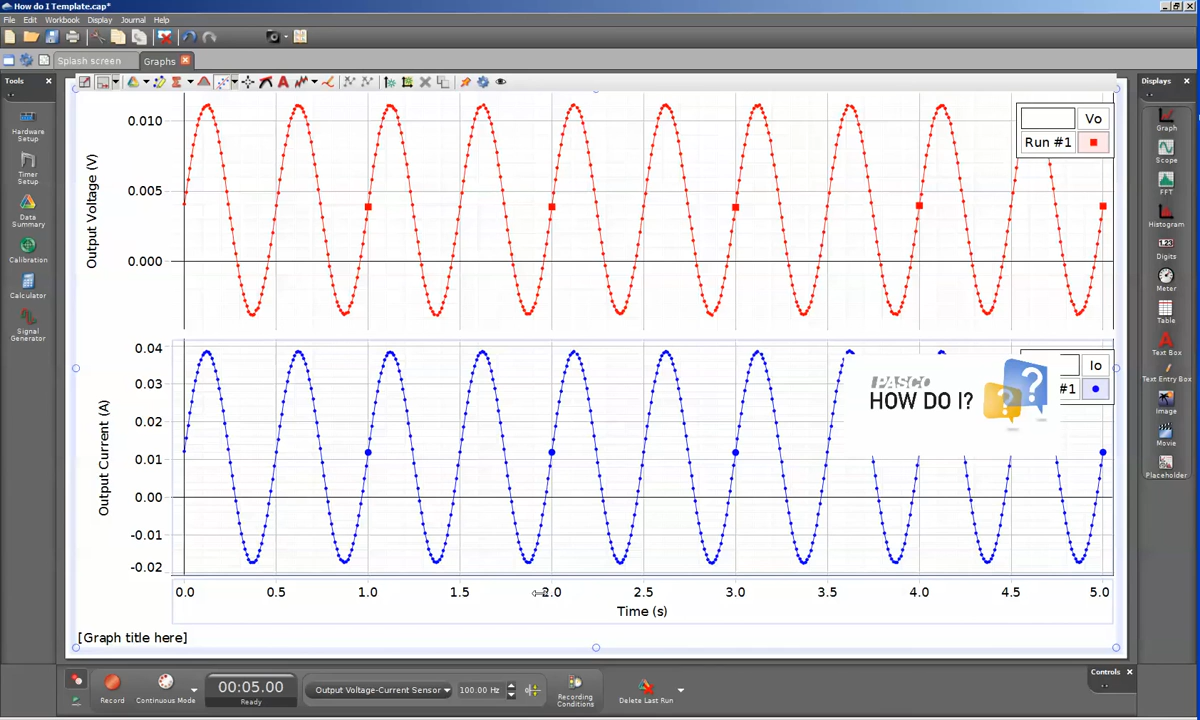 How do I Template.cap*
File Edit Workbook Display Journal Help
Splash screen Graphs
Tools
Hardware Setup
Timer Setup
Data Summary
Calibration
Calculator
Signal Generator
Output Voltage (V)
0.010
0.005
0.000
Vo
Run #1
Output Current (A)
0.04
0.03
0.02
0.01
0.00
-0.01
-0.02
Io
#1
PASCO
HOW DO I?
0.0 0.5 1.0 1.5 2.0 2.5 3.0 3.5 4.0 4.5 5.0
Time (s)
[Graph title here]
Displays
Graph
Scope
FFT
Histogram
1.23
Digits
Meter
Table
Text Box
Text Entry Box
Image
Movie
Placeholder
Record
Continuous Mode
00:05.00
Ready
Output Voltage-Current Sensor
100.00 Hz
Recording Conditions
Delete Last Run
Controls